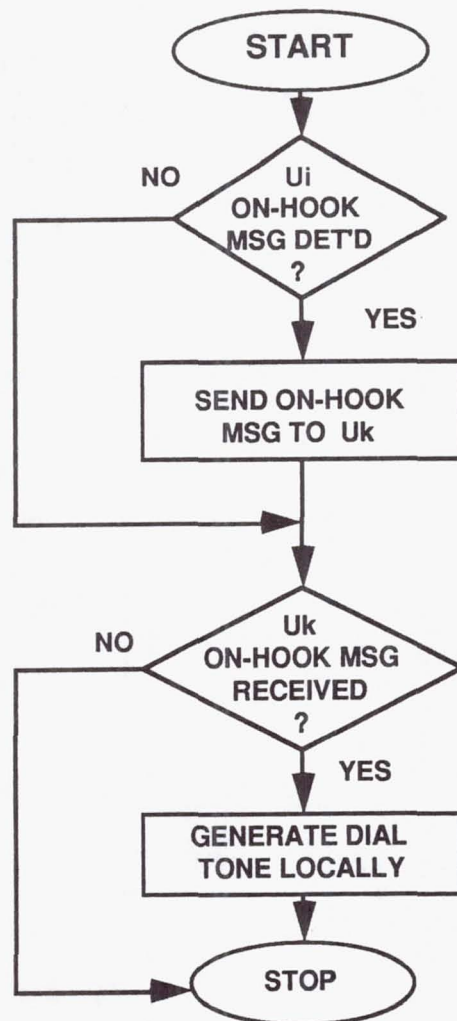 START
NO
Ui
ON-HOOK
MSG DET'D
?
YES
SEND ON-HOOK
MSG TO Uk
NO
Uk
ON-HOOK MSG
RECEIVED
?
YES
GENERATE DIAL
TONE LOCALLY
STOP